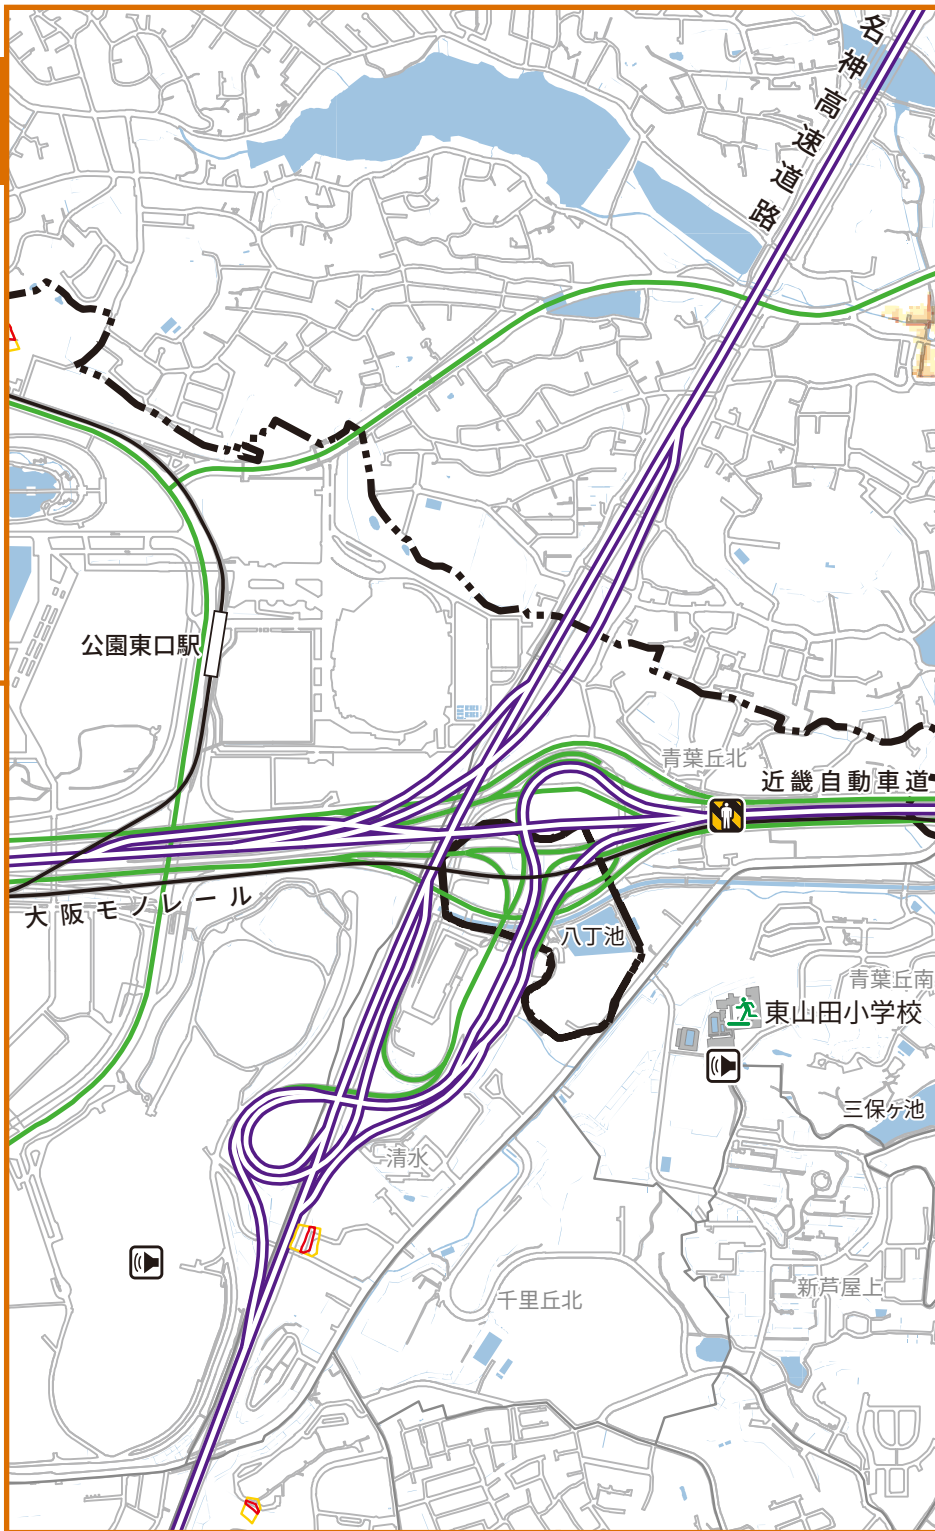 名神高速道路
公園東口駅
青葉丘北
近畿自動車道
大阪モノレール
八丁池
青葉丘南
東山田小学校
三保ヶ池
清水
千里丘北
新芦屋上